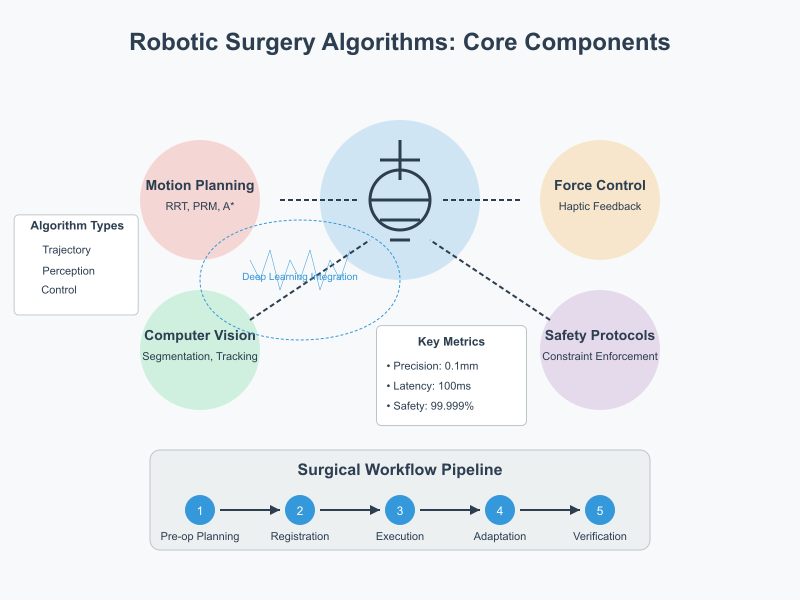 Robotic Surgery Algorithms: Core Components
Motion Planning
RRT, PRM, A*
Force Control
Haptic Feedback
Algorithm Types
Trajectory
Perception
Control
Deep Learning Integration
Computer Vision
Segmentation, Tracking
Key Metrics
• Precision: 0.1mm
• Latency: 100ms
• Safety: 99.999%
Safety Protocols
Constraint Enforcement
Surgical Workflow Pipeline
1 2 3 4 5
Pre-op Planning Registration Execution Adaptation Verification